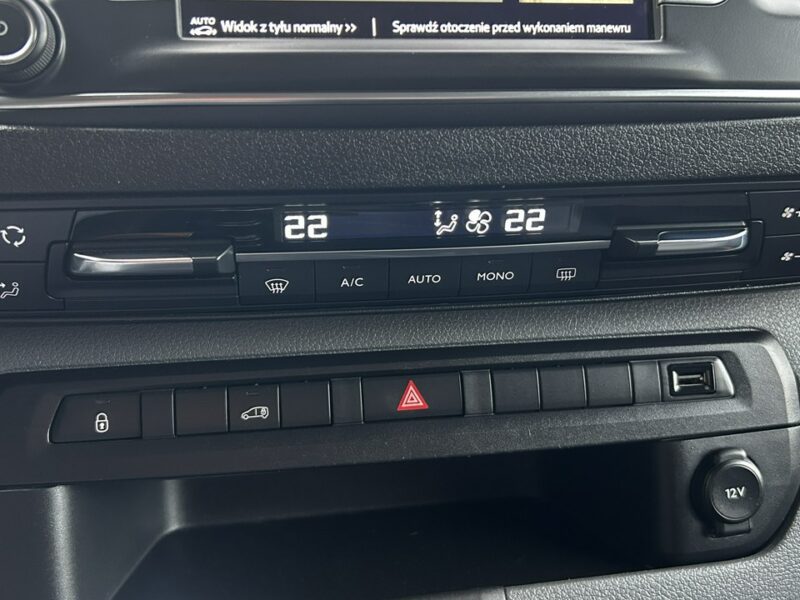 AUTO Widok z tyłu normalny >> | Sprawdź otoczenie przed wykonaniem manewru
22 22
A/C AUTO MONO
12V